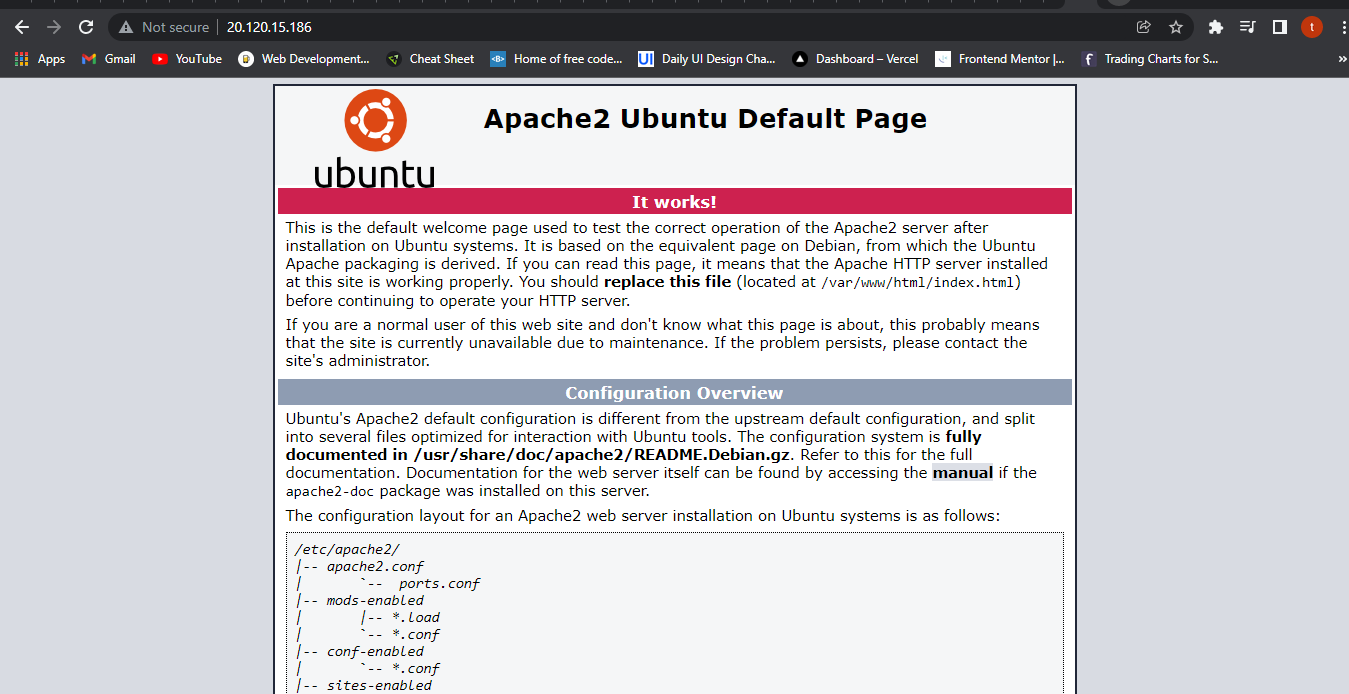 Not secure | 20.120.15.186
t
Apps Gmail YouTube Web Development... Cheat Sheet Home of free code... Daily UI Design Cha... Dashboard – Vercel Frontend Mentor |... Trading Charts for S... »
ubuntu
Apache2 Ubuntu Default Page
It works!
This is the default welcome page used to test the correct operation of the Apache2 server after
installation on Ubuntu systems. It is based on the equivalent page on Debian, from which the Ubuntu
Apache packaging is derived. If you can read this page, it means that the Apache HTTP server installed
at this site is working properly. You should replace this file (located at /var/www/html/index.html)
before continuing to operate your HTTP server.
If you are a normal user of this web site and don't know what this page is about, this probably means
that the site is currently unavailable due to maintenance. If the problem persists, please contact the
site's administrator.
Configuration Overview
Ubuntu's Apache2 default configuration is different from the upstream default configuration, and split
into several files optimized for interaction with Ubuntu tools. The configuration system is fully
documented in /usr/share/doc/apache2/README.Debian.gz. Refer to this for the full
documentation. Documentation for the web server itself can be found by accessing the manual if the
apache2-doc package was installed on this server.
The configuration layout for an Apache2 web server installation on Ubuntu systems is as follows:
/etc/apache2/
|-- apache2.conf
|       `--  ports.conf
|-- mods-enabled
|       |-- *.load
|       `-- *.conf
|-- conf-enabled
|       `-- *.conf
|-- sites-enabled